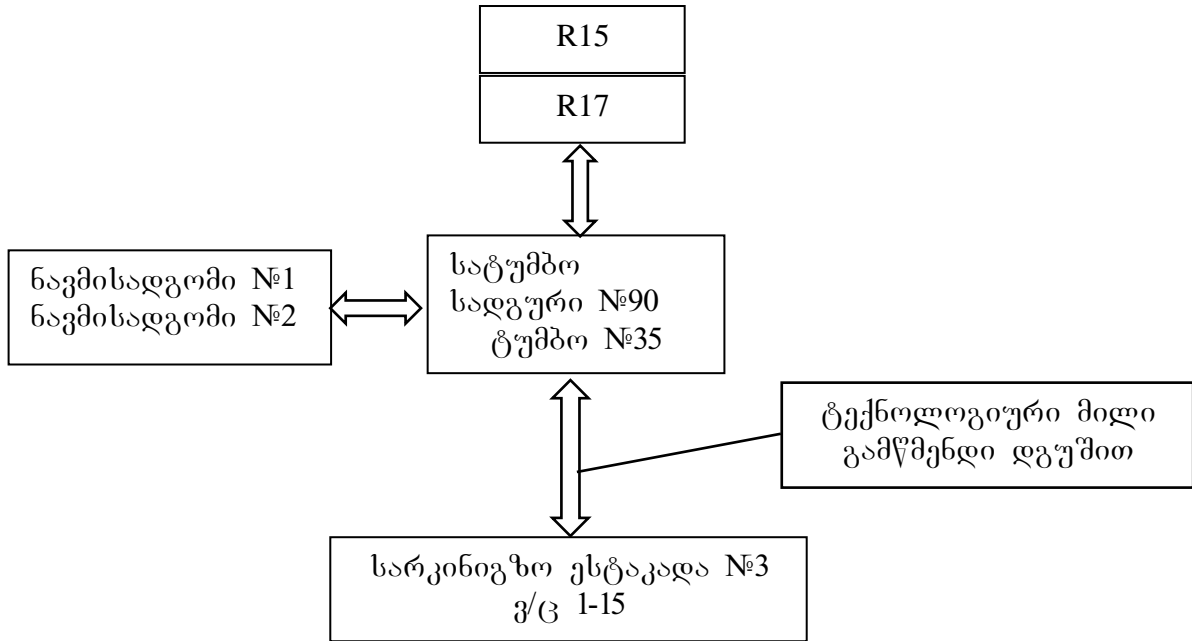 R15
R17
ნავმისადგომი №1
ნავმისადგომი №2
სატუმბო
სადგური №90
ტუმბო №35
ტექნოლოგიური მილი
გამწმენდი დგუშით
სარკინიგზო ესტაკადა №3
ვ/ც 1-15